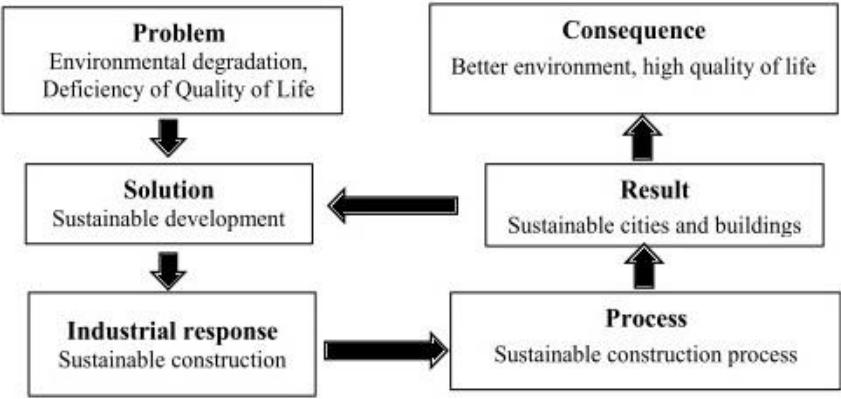 Problem
Environmental degradation,
Deficiency of Quality of Life
Consequence
Better environment, high quality of life
Solution
Sustainable development
Result
Sustainable cities and buildings
Industrial response
Sustainable construction
Process
Sustainable construction process